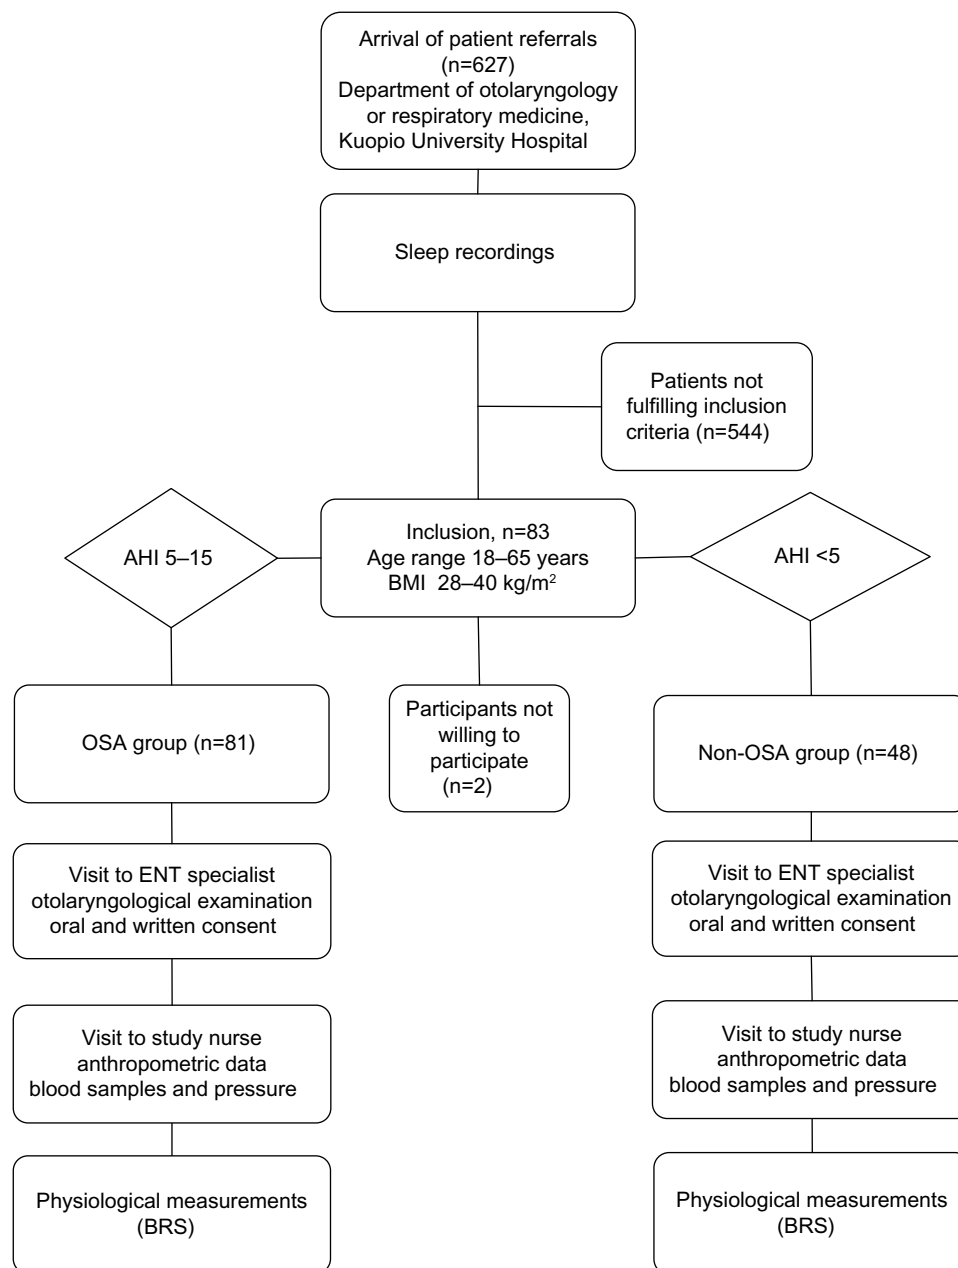 Arrival of patient referrals
(n=627)
Department of otolaryngology
or respiratory medicine,
Kuopio University Hospital
Sleep recordings
Patients not
fulfilling inclusion
criteria (n=544)
AHI 5–15
Inclusion, n=83
Age range 18–65 years
BMI 28–40 kg/m²
AHI <5
OSA group (n=81)
Participants not
willing to
participate
(n=2)
Non-OSA group (n=48)
Visit to ENT specialist
otolaryngological examination
oral and written consent
Visit to ENT specialist
otolaryngological examination
oral and written consent
Visit to study nurse
anthropometric data
blood samples and pressure
Visit to study nurse
anthropometric data
blood samples and pressure
Physiological measurements
(BRS)
Physiological measurements
(BRS)